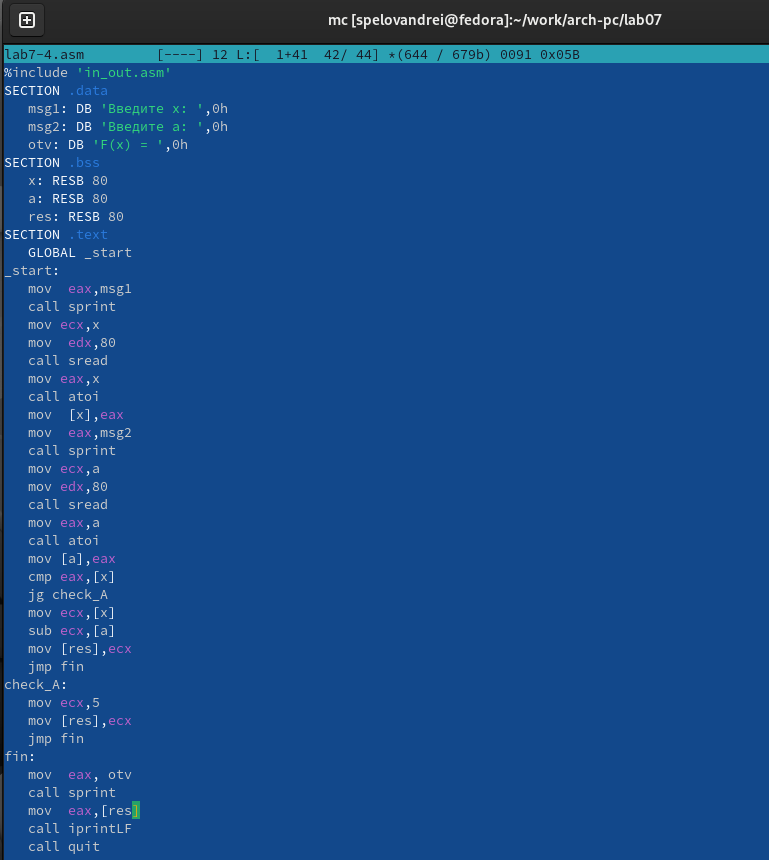 mc [spelovandrei@fedora]:~/work/arch-pc/lab07
lab7-4.asm         [----] 12 L:[  1+41  42/ 44] *(644 / 679b) 0091 0x05B
%include 'in_out.asm'
SECTION .data
   msg1: DB 'Введите x: ',0h
   msg2: DB 'Введите a: ',0h
   otv: DB 'F(x) = ',0h
SECTION .bss
   x: RESB 80
   a: RESB 80
   res: RESB 80
SECTION .text
   GLOBAL _start
_start:
   mov  eax,msg1
   call sprint
   mov ecx,x
   mov  edx,80
   call sread
   mov eax,x
   call atoi
   mov  [x],eax
   mov  eax,msg2
   call sprint
   mov ecx,a
   mov edx,80
   call sread
   mov eax,a
   call atoi
   mov [a],eax
   cmp eax,[x]
   jg check_A
   mov ecx,[x]
   sub ecx,[a]
   mov [res],ecx
   jmp fin
check_A:
   mov ecx,5
   mov [res],ecx
   jmp fin
fin:
   mov  eax, otv
   call sprint
   mov  eax,[res]
   call iprintLF
   call quit